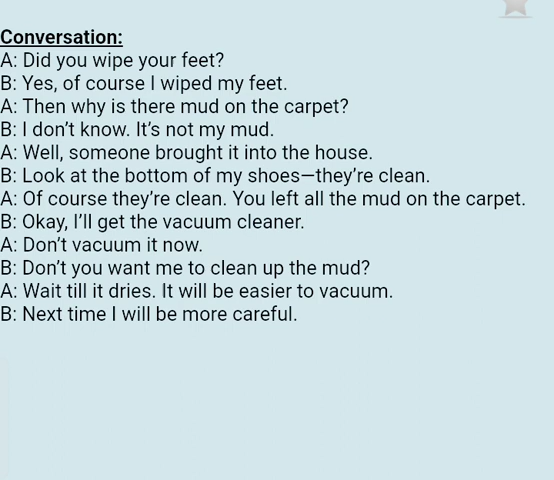 Conversation:
A: Did you wipe your feet?
B: Yes, of course I wiped my feet.
A: Then why is there mud on the carpet?
B: I don’t know. It’s not my mud.
A: Well, someone brought it into the house.
B: Look at the bottom of my shoes—they’re clean.
A: Of course they’re clean. You left all the mud on the carpet.
B: Okay, I’ll get the vacuum cleaner.
A: Don’t vacuum it now.
B: Don’t you want me to clean up the mud?
A: Wait till it dries. It will be easier to vacuum.
B: Next time I will be more careful.